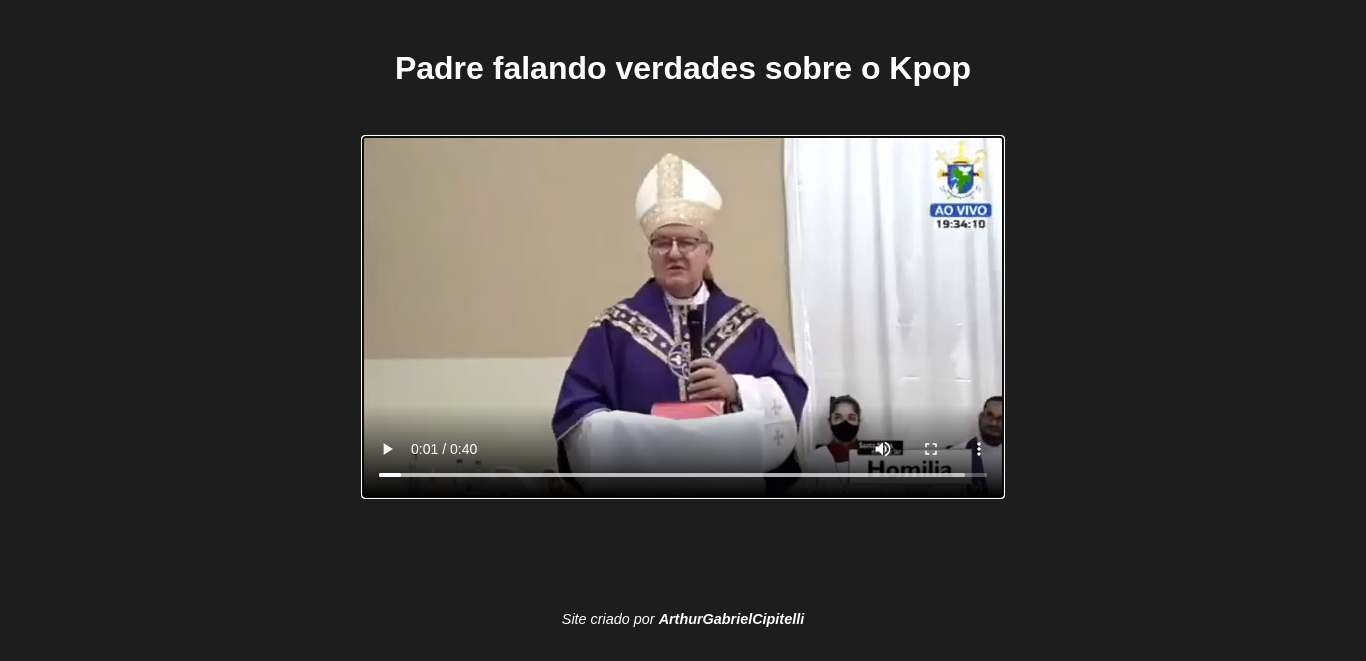 Padre falando verdades sobre o Kpop
AO VIVO
19:34:10
0:01 / 0:40
Homilia
Site criado por ArthurGabrielCipitelli